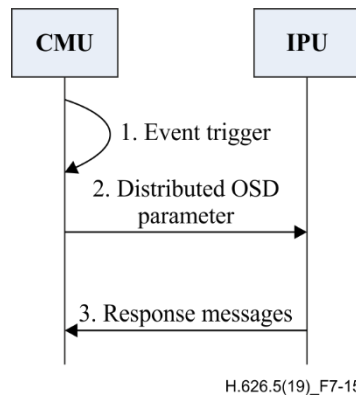 CMU
IPU
1. Event trigger
2. Distributed OSD
parameter
3. Response messages
H.626.5(19)_F7-15